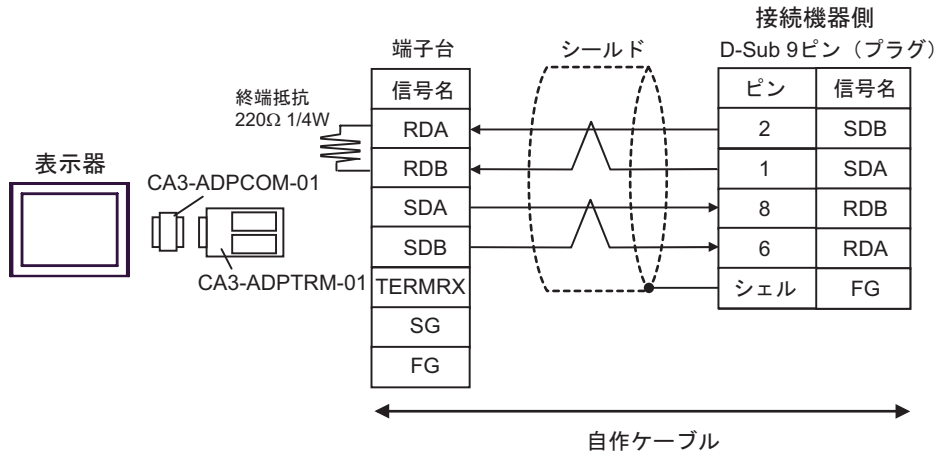 接続機器側
端子台
シールド
D-Sub 9ピン（プラグ）
信号名
ピン
信号名
終端抵抗
220Ω 1/4W
RDA
2
SDB
RDB
1
SDA
表示器
CA3-ADPCOM-01
SDA
8
RDB
SDB
6
RDA
CA3-ADPTRM-01
TERMRX
シェル
FG
SG
FG
自作ケーブル